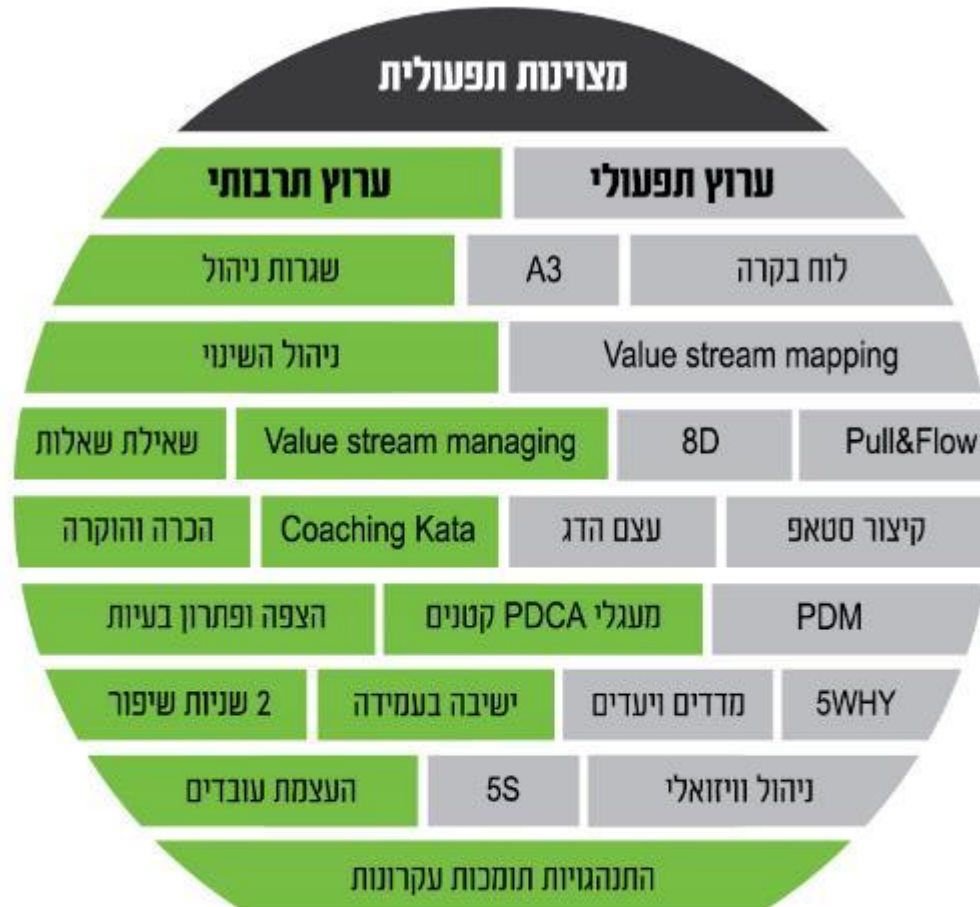 מצוינות תפעולית
ערוץ תפעולי ערוץ תרבותי
לוח בקרה A3 שגרות ניהול
Value stream mapping ניהול השינוי
Pull&Flow 8D Value stream managing שאילת שאלות
קיצור סטאפ עצם הדג Coaching Kata הכרה והוקרה
PDM מעגלי PDCA קטנים הצפה ופתרון בעיות
5WHY מדדים ויעדים ישיבה בעמידה 2 שניות שיפור
ניהול וויזואלי 5S העצמת עובדים
התנהגויות תומכות עקרונות